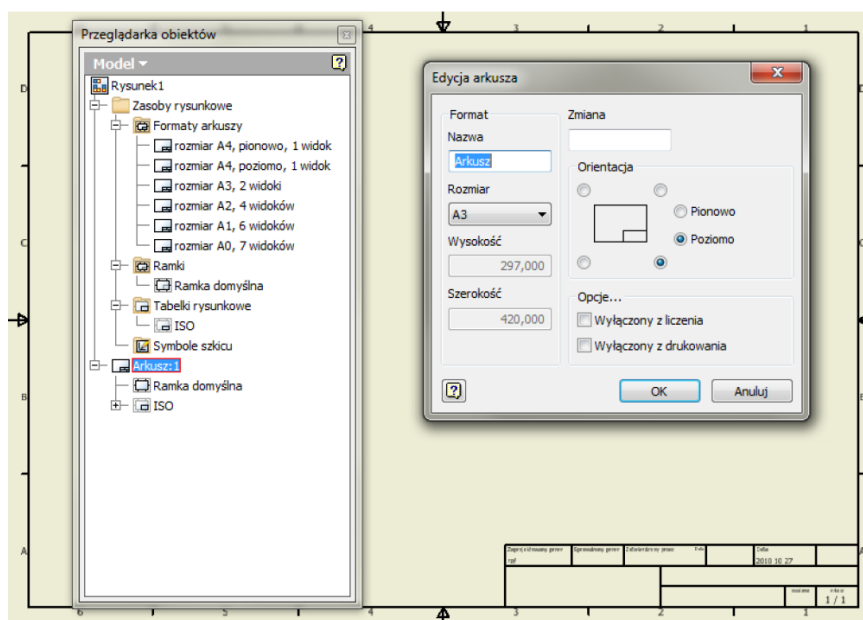 4
3
2
1
Przeglądarka obiektów
Model
Rysunek1
Zasoby rysunkowe
Formaty arkuszy
rozmiar A4, pionowo, 1 widok
rozmiar A4, poziomo, 1 widok
rozmiar A3, 2 widoki
rozmiar A2, 4 widoków
rozmiar A1, 6 widoków
rozmiar A0, 7 widoków
Ramki
Ramka domyślna
Tabelki rysunkowe
ISO
Symbole szkicu
Arkusz:1
Ramka domyślna
ISO
Edycja arkusza
Format
Nazwa
Arkusz
Rozmiar
A3
Wysokość
297,000
Szerokość
420,000
Zmiana
Orientacja
Pionowo
Poziomo
Opcje...
Wyłączony z liczenia
Wyłączony z drukowania
OK
Anuluj
D
C
B
A
Data
2010 10 27
1 / 1
6
5
4
3
2
1